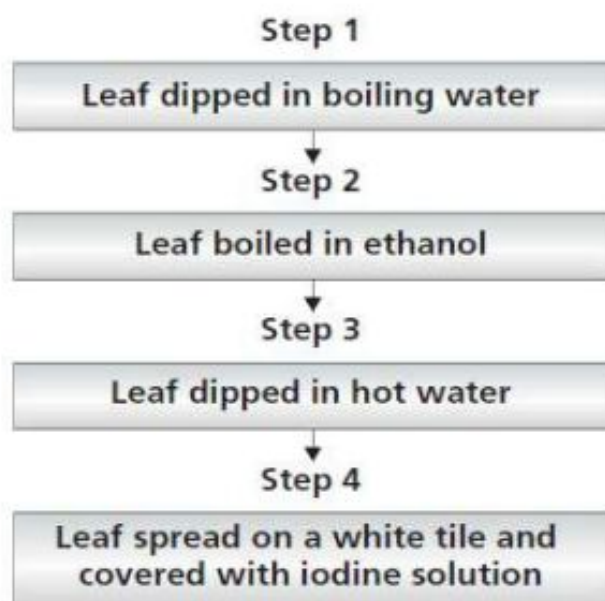 Step 1
Leaf dipped in boiling water
Step 2
Leaf boiled in ethanol
Step 3
Leaf dipped in hot water
Step 4
Leaf spread on a white tile and
covered with iodine solution